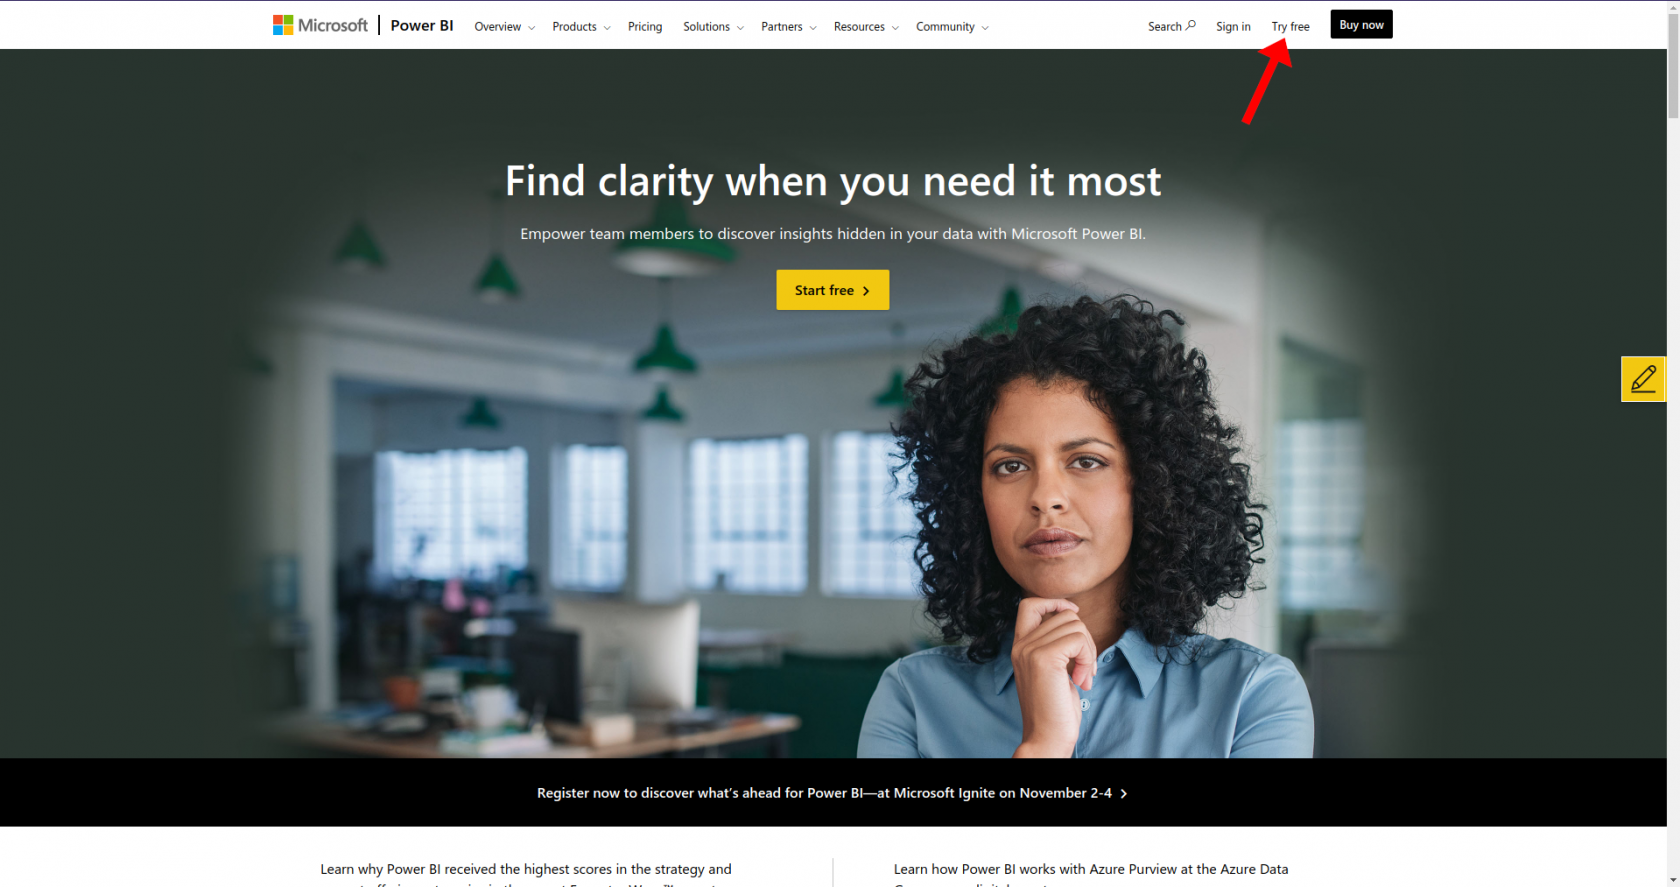 Microsoft | Power BI Overview Products Pricing Solutions Partners Resources Community Search Sign in Try free Buy now
Find clarity when you need it most
Empower team members to discover insights hidden in your data with Microsoft Power BI.
Start free
Register now to discover what's ahead for Power BI—at Microsoft Ignite on November 2-4
Learn why Power BI received the highest scores in the strategy and
Learn how Power BI works with Azure Purview at the Azure Data